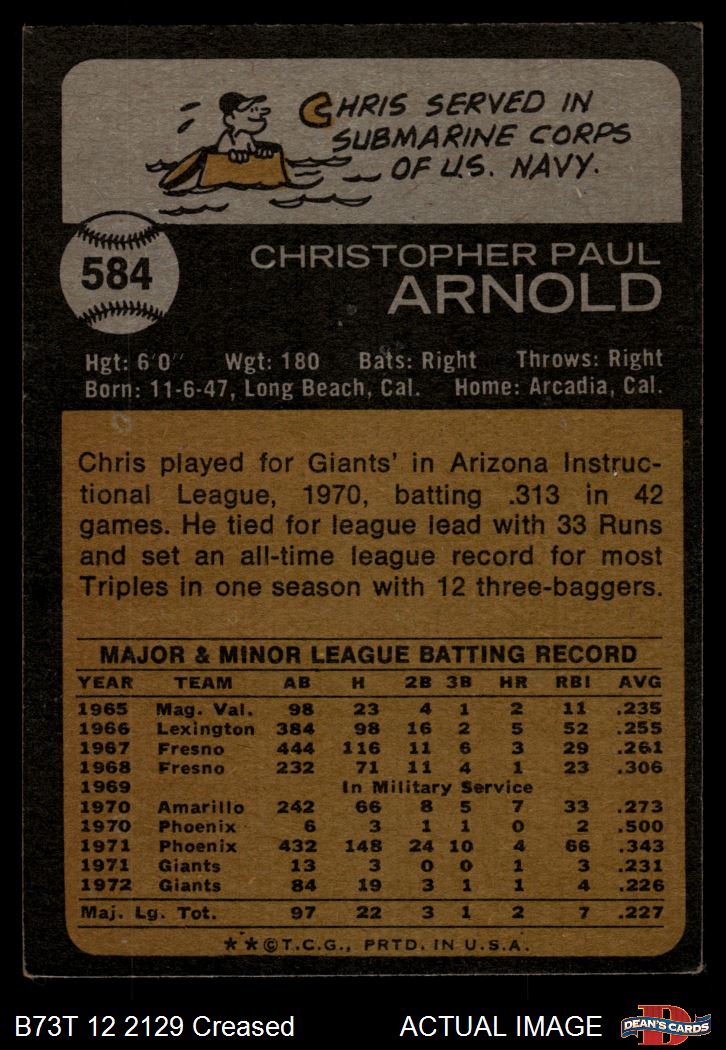 CHRIS SERVED IN
SUBMARINE CORPS
OF U.S. NAVY.
584
CHRISTOPHER PAUL
ARNOLD
Hgt: 6'0" Wgt: 180 Bats: Right Throws: Right
Born: 11-6-47, Long Beach, Cal. Home: Arcadia, Cal.
Chris played for Giants' in Arizona Instruc-
tional League, 1970, batting .313 in 42
games. He tied for league lead with 33 Runs
and set an all-time league record for most
Triples in one season with 12 three-baggers.
MAJOR & MINOR LEAGUE BATTING RECORD
YEAR TEAM AB H 2B 3B HR RBI AVG
1965 Mag. Val. 98 23 4 1 2 11 .235
1966 Lexington 384 98 16 2 5 52 .255
1967 Fresno 444 116 11 6 3 29 .261
1968 Fresno 232 71 11 4 1 23 .306
1969 In Military Service
1970 Amarillo 242 66 8 5 7 33 .273
1970 Phoenix 6 3 1 1 0 2 .500
1971 Phoenix 432 148 24 10 4 66 .343
1971 Giants 13 3 0 0 1 3 .231
1972 Giants 84 19 3 1 1 4 .226
Maj. Lg. Tot. 97 22 3 1 2 7 .227
★★©T.C.G., PRTD. IN U.S.A.
B73T 12 2129 Creased ACTUAL IMAGE
D
DEAN'S CARDS